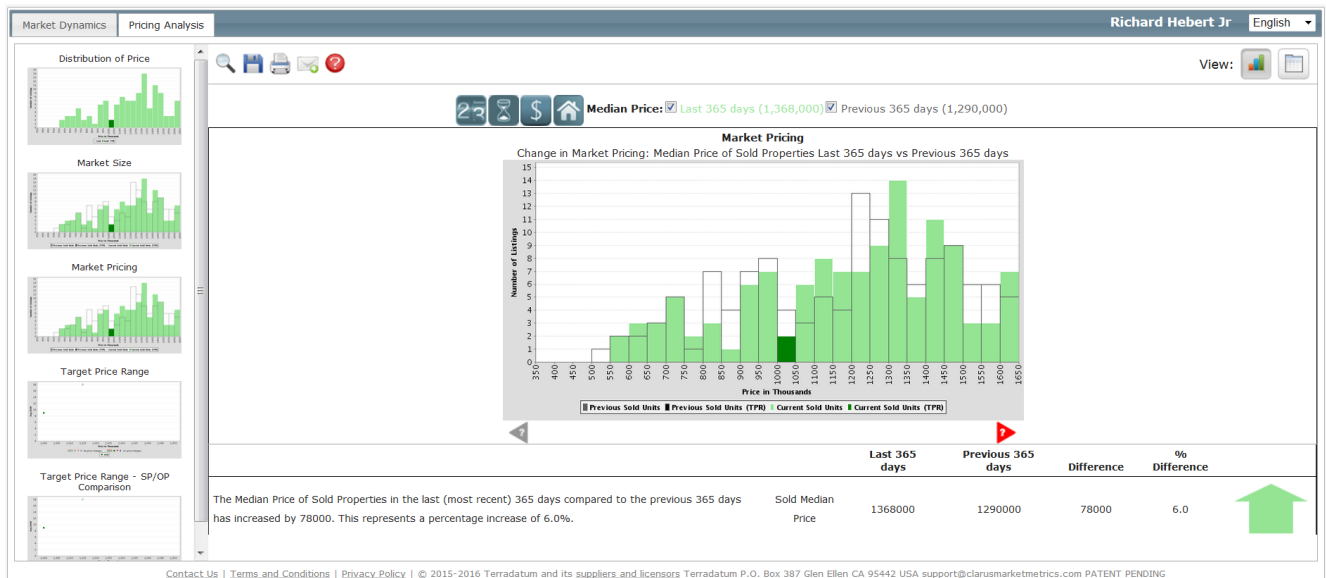 Market Dynamics
Pricing Analysis
Richard Hebert Jr
English
Distribution of Price
Market Size
Market Pricing
Target Price Range
Target Price Range - SP/OP
Comparison
View:
23
$
Median Price: Last 365 days (1,368,000) Previous 365 days (1,290,000)
Market Pricing
Change in Market Pricing: Median Price of Sold Properties Last 365 days vs Previous 365 days
Number of Listings
15
14
13
12
11
10
9
8
7
6
5
4
3
2
1
0
350 400 450 500 550 600 650 700 750 800 850 900 950 1000 1050 1100 1150 1200 1250 1300 1350 1400 1450 1500 1550 1600 1650
Price in Thousands
Previous Sold Units Previous Sold Units (TPR) Current Sold Units Current Sold Units (TPR)
? ?
Last 365 days Previous 365 days Difference % Difference
The Median Price of Sold Properties in the last (most recent) 365 days compared to the previous 365 days
has increased by 78000. This represents a percentage increase of 6.0%.
Sold Median
Price
1368000 1290000 78000 6.0
Contact Us | Terms and Conditions | Privacy Policy | © 2015-2016 Terradatum and its suppliers and licensors Terradatum P.O. Box 387 Glen Ellen CA 95442 USA support@clarusmarketmetrics.com PATENT PENDING